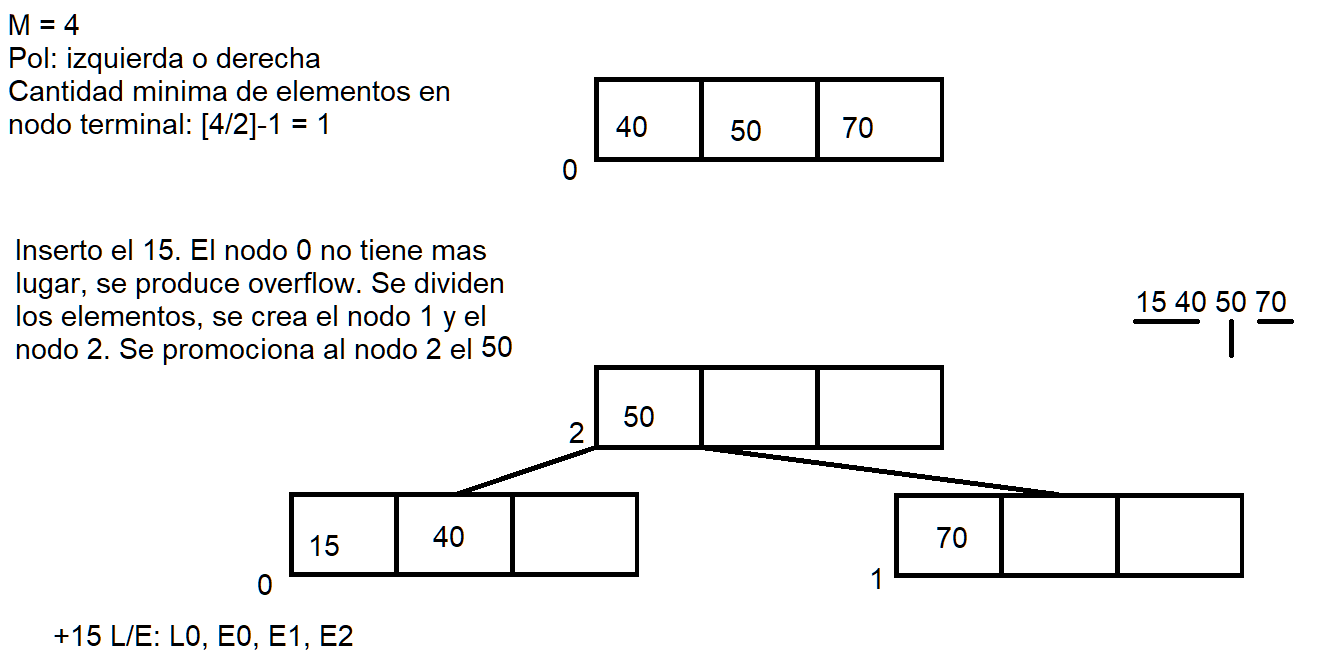 M = 4
Pol: izquierda o derecha
Cantidad minima de elementos en
nodo terminal: [4/2]-1 = 1
40 50 70
0
Inserto el 15. El nodo 0 no tiene mas
lugar, se produce overflow. Se dividen
los elementos, se crea el nodo 1 y el
nodo 2. Se promociona al nodo 2 el 50
15 40 50 70
50
2
15 40
0
70
1
+15 L/E: L0, E0, E1, E2